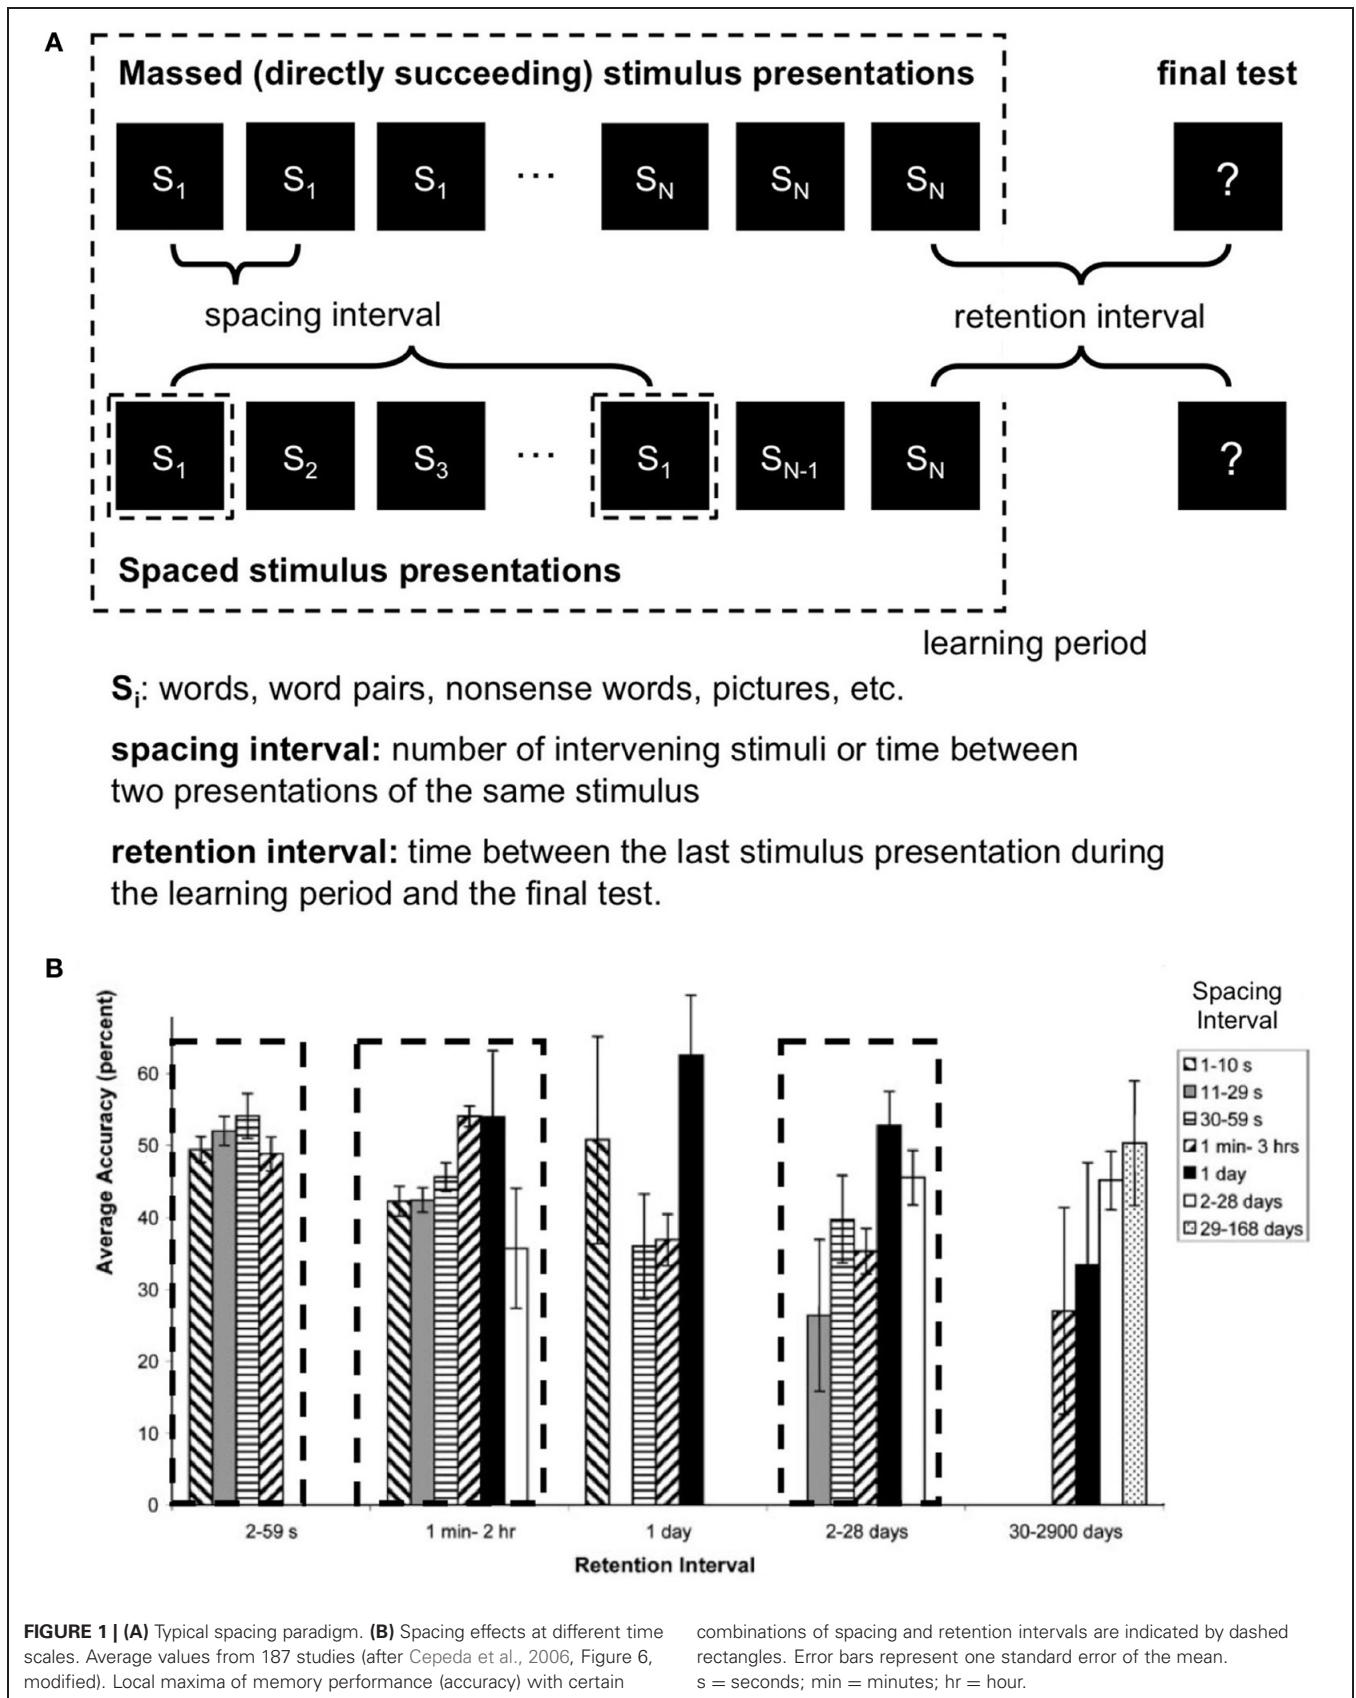 A
Massed (directly succeeding) stimulus presentations
final test
S1 S1 S1 ... SN SN SN ?
spacing interval
retention interval
S1 S2 S3 ... S1 SN-1 SN ?
Spaced stimulus presentations
learning period
Si: words, word pairs, nonsense words, pictures, etc.
spacing interval: number of intervening stimuli or time between
two presentations of the same stimulus
retention interval: time between the last stimulus presentation during
the learning period and the final test.
B
Average Accuracy (percent)
60
50
40
30
20
10
0
2-59 s
1 min- 2 hr
1 day
2-28 days
30-2900 days
Retention Interval
Spacing
Interval
1-10 s
11-29 s
30-59 s
1 min- 3 hrs
1 day
2-28 days
29-168 days
FIGURE 1 | (A) Typical spacing paradigm. (B) Spacing effects at different time
scales. Average values from 187 studies (after Cepeda et al., 2006, Figure 6,
modified). Local maxima of memory performance (accuracy) with certain
combinations of spacing and retention intervals are indicated by dashed
rectangles. Error bars represent one standard error of the mean.
s = seconds; min = minutes; hr = hour.